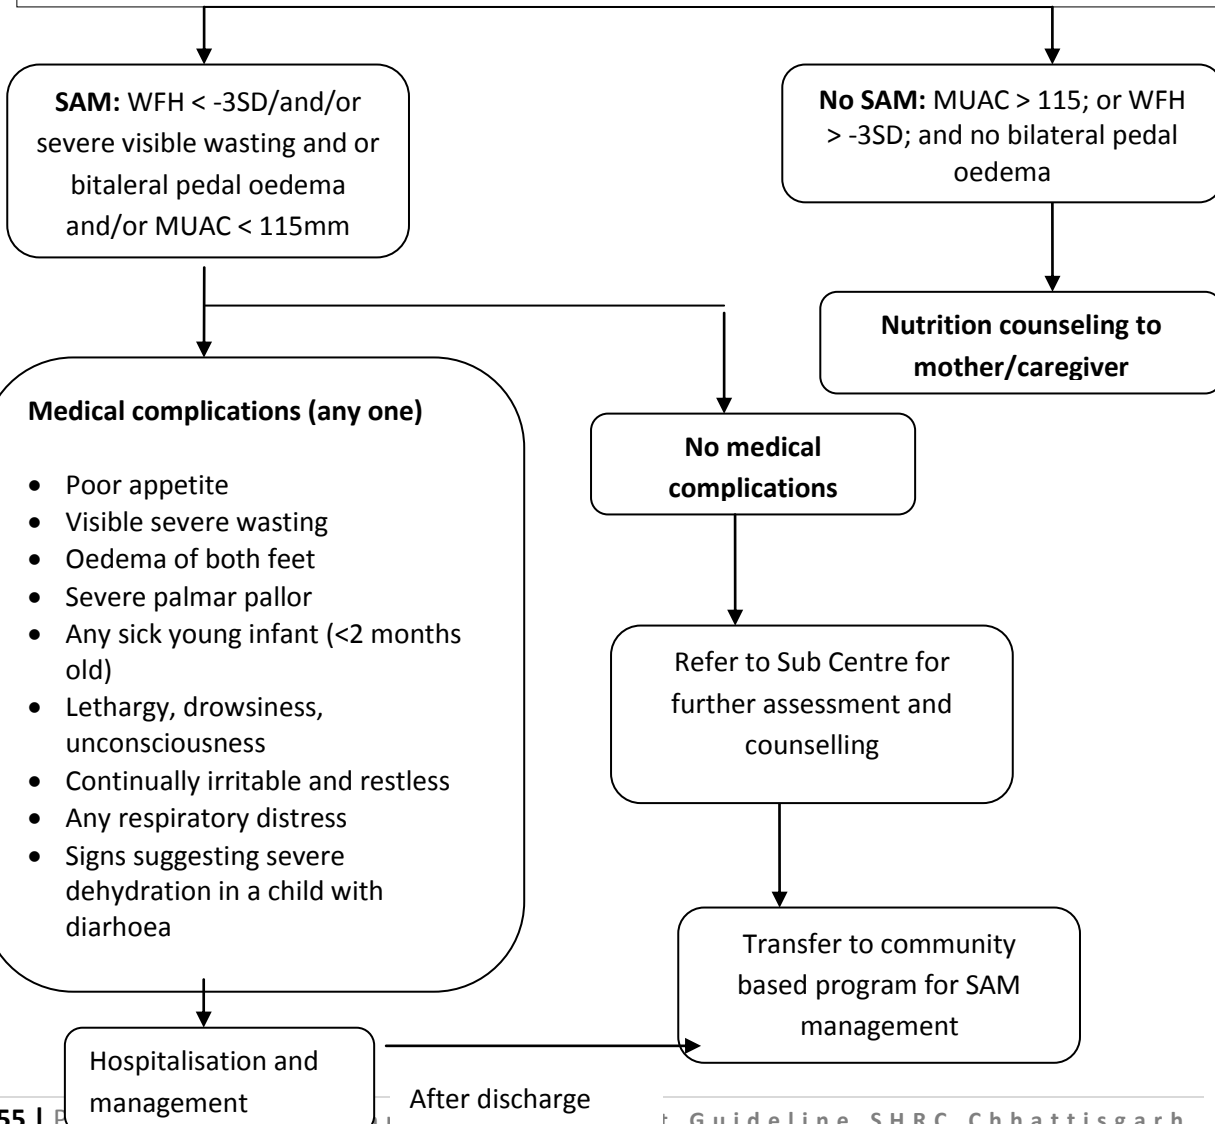 SAM: WFH < -3SD/and/or
severe visible wasting and or
bitaleral pedal oedema
and/or MUAC < 115mm
No SAM: MUAC > 115; or WFH
> -3SD; and no bilateral pedal
oedema
Nutrition counseling to
mother/caregiver
Medical complications (any one)
• Poor appetite
• Visible severe wasting
• Oedema of both feet
• Severe palmar pallor
• Any sick young infant (<2 months
old)
• Lethargy, drowsiness,
unconsciousness
• Continually irritable and restless
• Any respiratory distress
• Signs suggesting severe
dehydration in a child with
diarhoea
No medical
complications
Refer to Sub Centre for
further assessment and
counselling
Transfer to community
based program for SAM
management
Hospitalisation and
management
After discharge
55 | Guideline SHRC Chhattisgarh